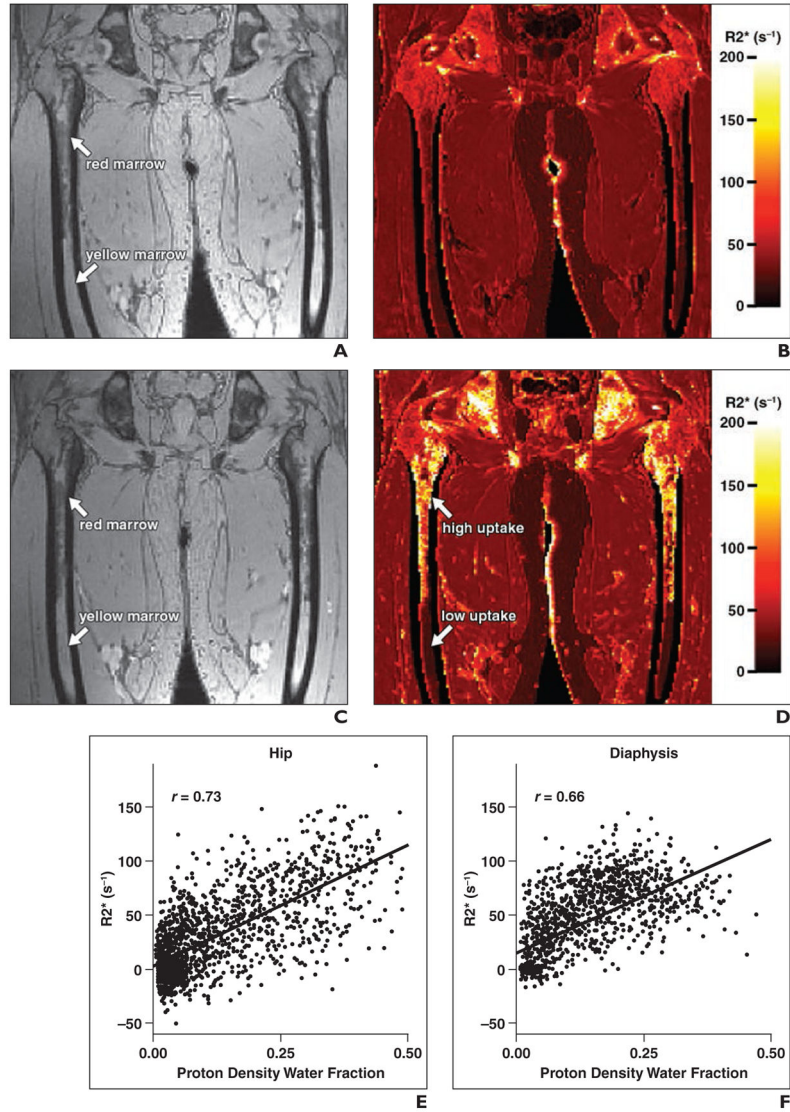 red marrow
yellow marrow
A
R2* (s⁻¹)
200
150
100
50
0
B
red marrow
yellow marrow
C
high uptake
low uptake
R2* (s⁻¹)
200
150
100
50
0
D
Hip
r = 0.73
150
100
50
0
–50
R2* (s⁻¹)
0.00
0.25
0.50
Proton Density Water Fraction
E
Diaphysis
r = 0.66
150
100
50
0
–50
R2* (s⁻¹)
0.00
0.25
0.50
Proton Density Water Fraction
F